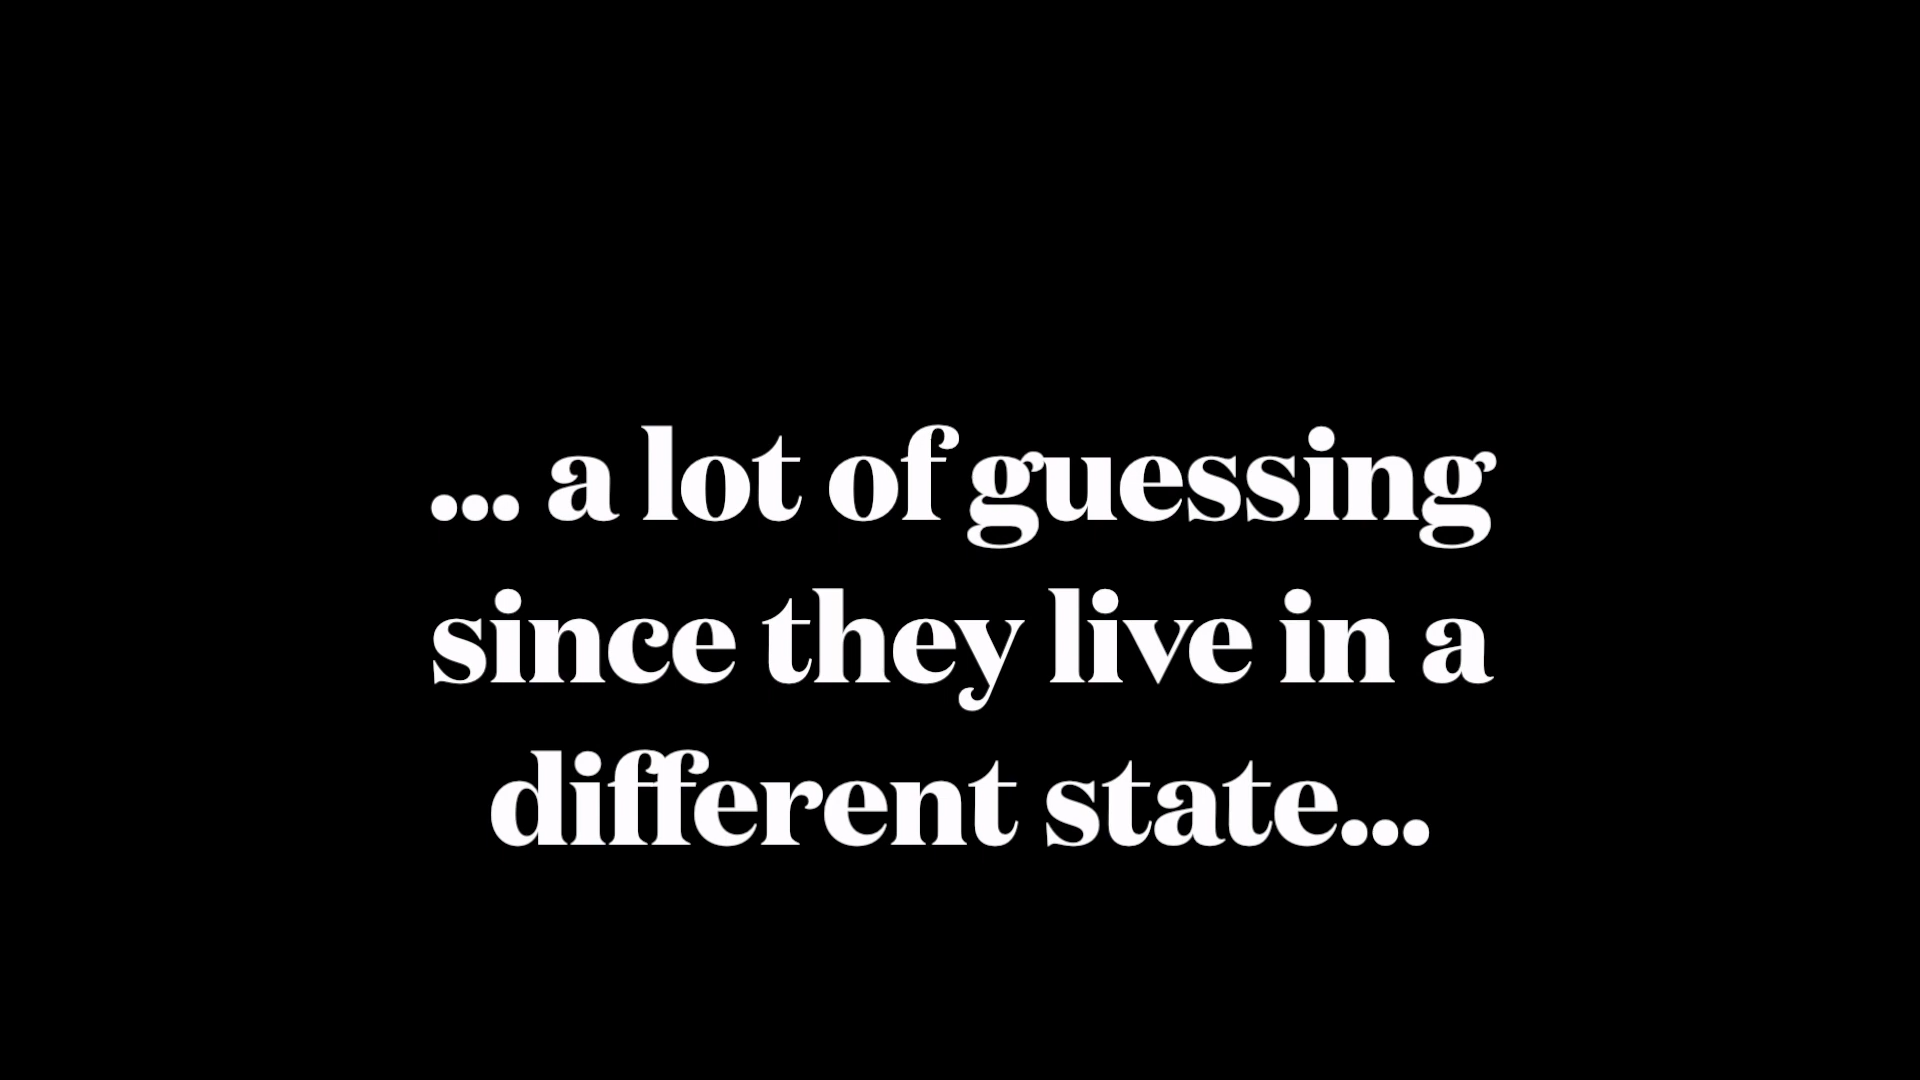 ... a lot of guessing
since they live in a
different state...